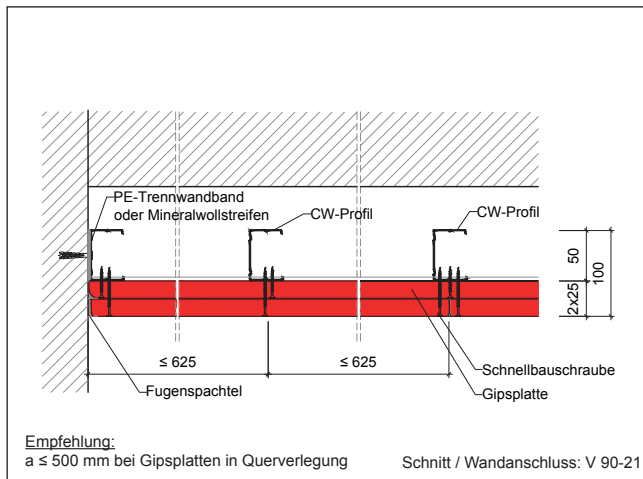 PE-Trennwandband
oder Mineralwollstreifen
CW-Profil
CW-Profil
50
100
2x25
≤ 625
≤ 625
Schnellbauschraube
Gipsplatte
Fugenspachtel
Empfehlung:
a ≤ 500 mm bei Gipsplatten in Querverlegung
Schnitt / Wandanschluss: V 90-21